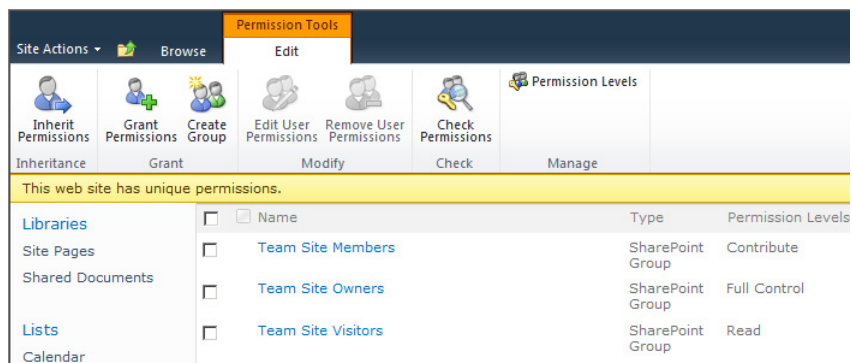 Permission Tools
Site Actions Browse Edit
Inherit Permissions
Grant Permissions
Create Group
Edit User Permissions
Remove User Permissions
Check Permissions
Permission Levels
Inheritance Grant Modify Check Manage
This web site has unique permissions.
Libraries
Site Pages
Shared Documents
Lists
Calendar
Name Type Permission Levels
Team Site Members SharePoint Group Contribute
Team Site Owners SharePoint Group Full Control
Team Site Visitors SharePoint Group Read